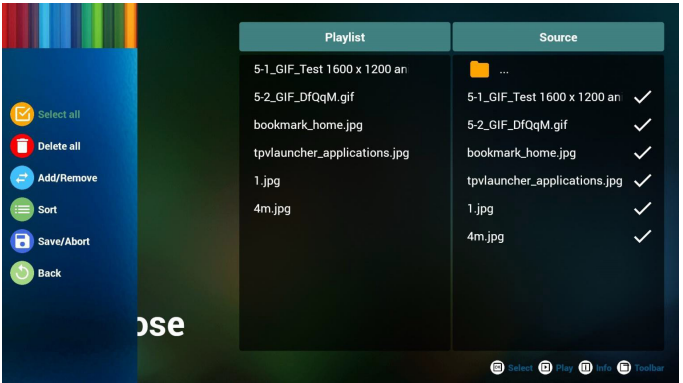 Playlist
Source
5-1_GIF_Test 1600 x 1200 an
5-2_GIF_DfQqM.gif
bookmark_home.jpg
tpvlauncher_applications.jpg
1.jpg
4m.jpg
...
5-1_GIF_Test 1600 x 1200 an
5-2_GIF_DfQqM.gif
bookmark_home.jpg
tpvlauncher_applications.jpg
1.jpg
4m.jpg
Select all
Delete all
Add/Remove
Sort
Save/Abort
Back
ose
Select
Play
Info
Toolbar